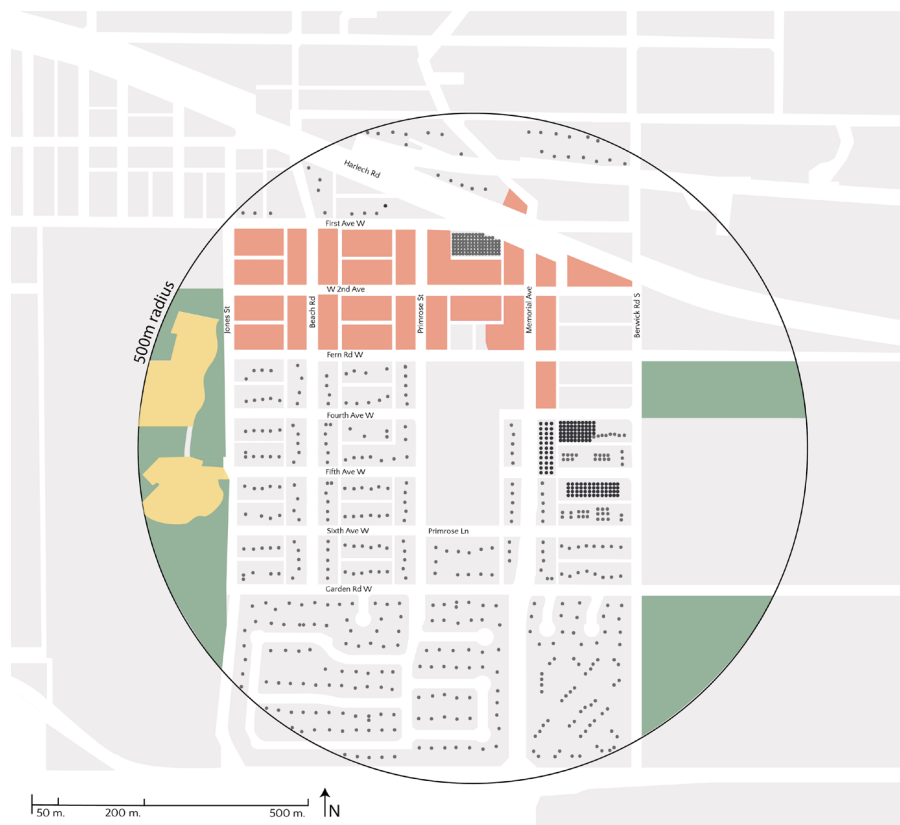 Harlech Rd
First Ave W
500m radius
Jones St
Beach Rd
W 2nd Ave
Primrose St
Memorial Ave
Berwick Rd S
Fern Rd W
Fourth Ave W
Fifth Ave W
Sixth Ave W
Primrose Ln
Garden Rd W
50 m.
200 m.
500 m.
N